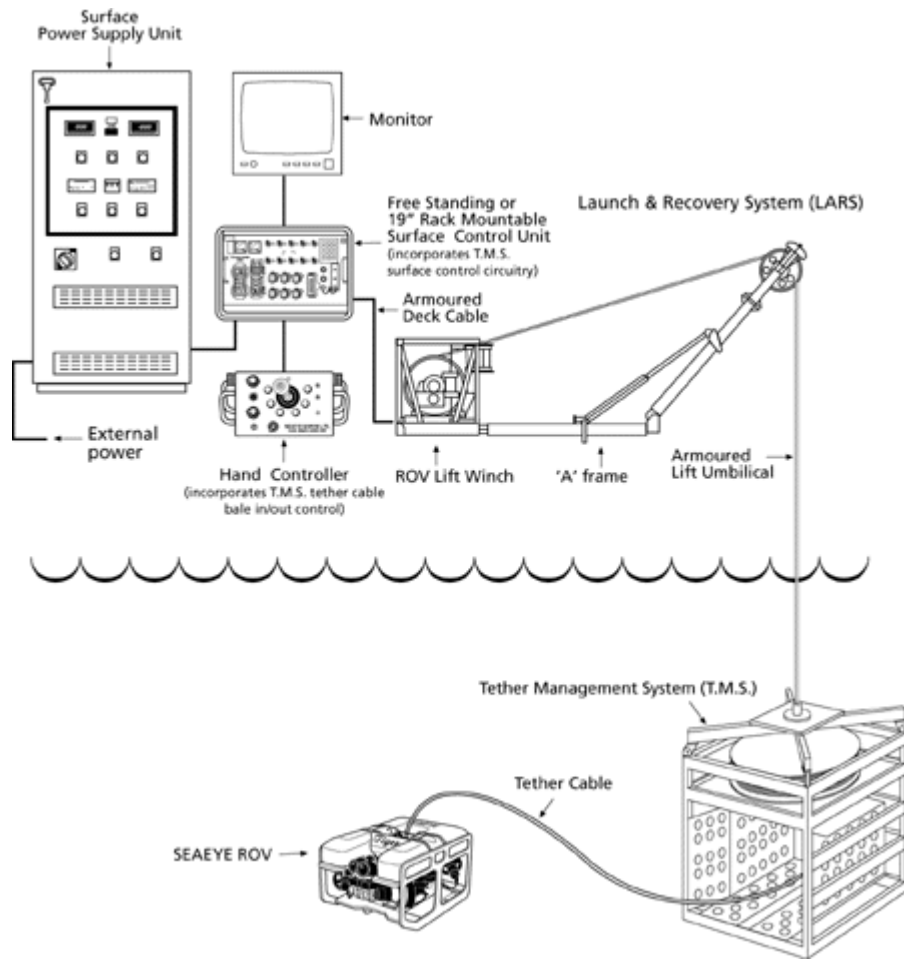 Surface
Power Supply Unit
Monitor
Free Standing or
19" Rack Mountable
Surface Control Unit
(incorporates T.M.S.
surface control circuitry)
Launch & Recovery System (LARS)
Armoured
Deck Cable
External
power
Hand Controller
(incorporates T.M.S. tether cable
bale in/out control)
ROV Lift Winch
"A" frame
Armoured
Lift Umbilical
Tether Management System (T.M.S.)
Tether Cable
SEAEYE ROV